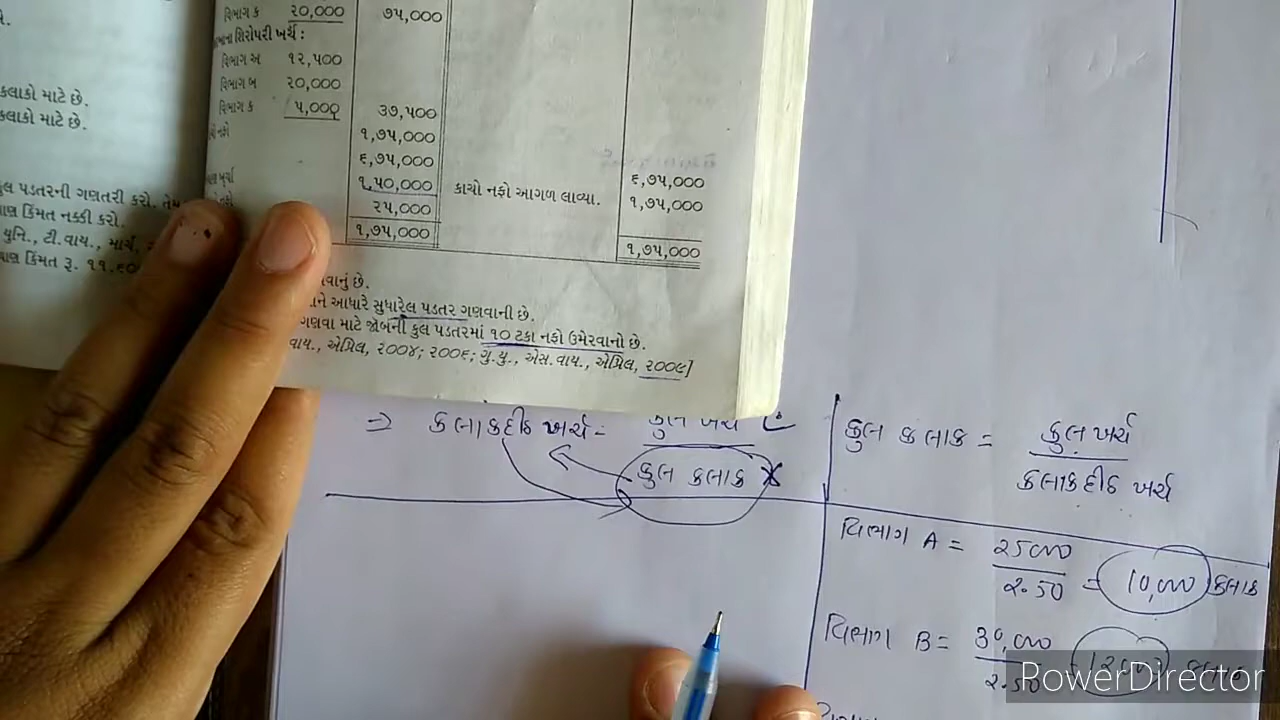 વિભાગ ક ૨૦,૦૦૦ ૭૫,૦૦૦
શિરોપરી ખર્ચ :
વિભાગ અ ૧૨,૫૦૦
વિભાગ બ ૨૦,૦૦૦
વિભાગ ક ૫,૦૦૦ ૩૭,૫૦૦
૧,૭૫,૦૦૦
૬,૭૫,૦૦૦ ૬,૭૫,૦૦૦
૧,૫૦,૦૦૦ કાચો નફો આગળ લાવ્યા. ૧,૭૫,૦૦૦
૨૫,૦૦૦
૧,૭૫,૦૦૦ ૧,૭૫,૦૦૦
કલાકો માટે છે.
કલાકો માટે છે.
પડતરની ગણતરી કરો.
કિંમત નક્કી કરો.
યુનિ., ટી.વાય., માર્ચ,
કિંમત રૂ. ૧૧.૬૦
છે.
આધારે સુધારેલ પડતર ગણવાની છે.
ગણવા માટે જોબની કુલ પડતરમાં ૧૦ ટકા નફો ઉમેરવાનો છે.
વાય., એપ્રિલ, ૨૦૦૪; ૨૦૦૬; ગુ.યુ., એસ.વાય., એપ્રિલ, ૨૦૦૯]
⇒ કલાકદીઠ ખર્ચ = કુલ ખર્ચ
કુલ કલાક
કુલ કલાક = કુલ ખર્ચ
કલાકદીઠ ખર્ચ
વિભાગ A = 25000
2.50 = 10,000 કલાક
વિભાગ B = 30,000
2.50 12000 કલાક
PowerDirector